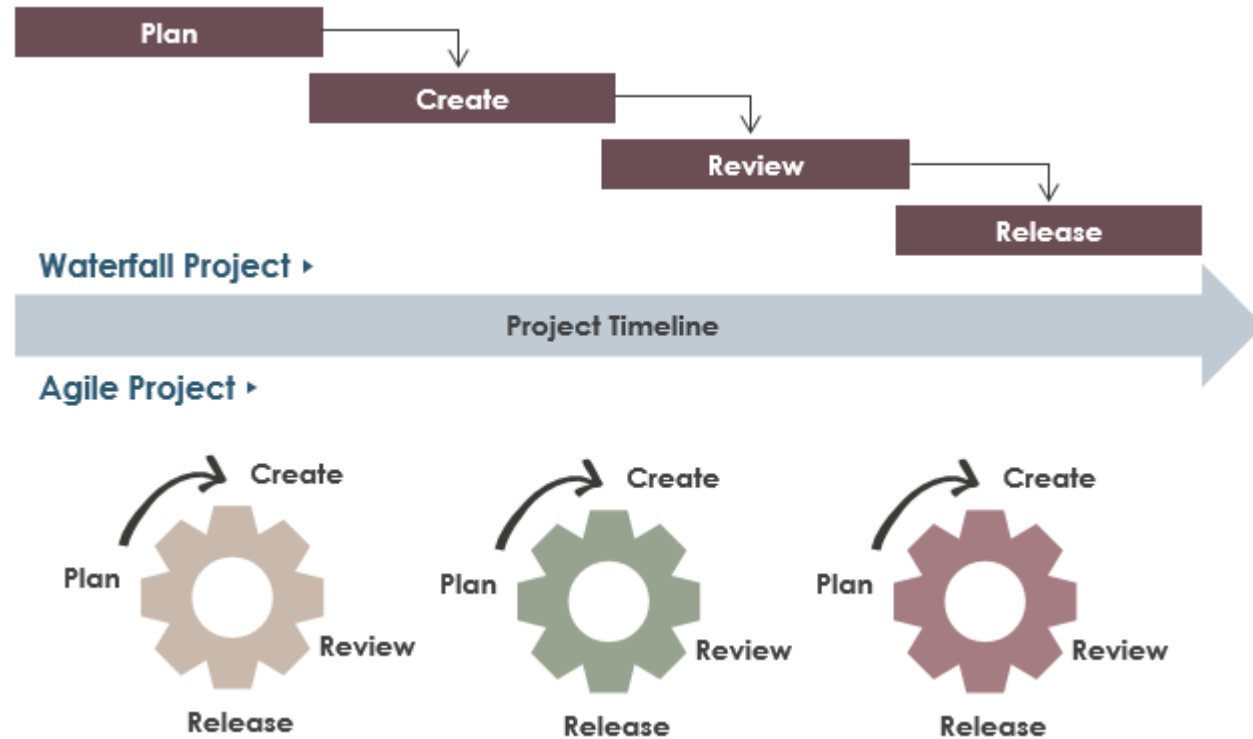 Plan
Create
Review
Release
Waterfall Project
Project Timeline
Agile Project
Create
Plan
Review
Release
Create
Plan
Review
Release
Create
Plan
Review
Release